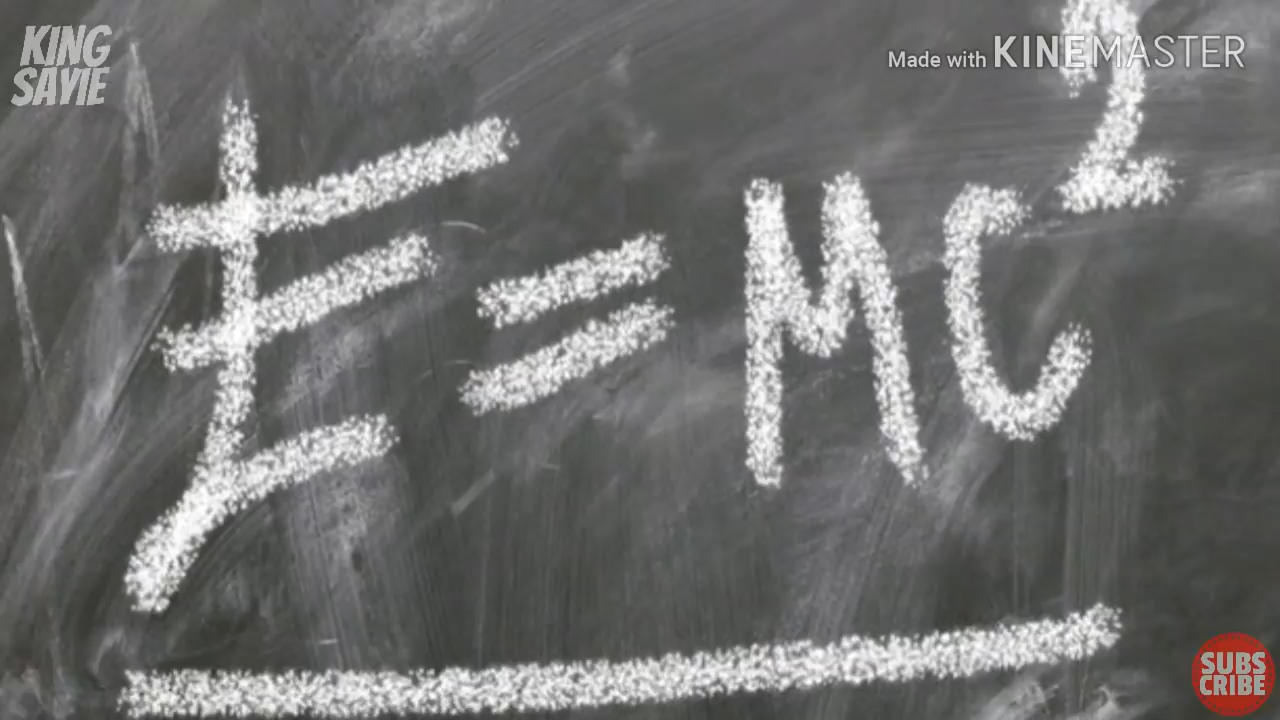 KING
SAVIE
Made with KINEMASTER
E=MC²
SUBS
CRIBE